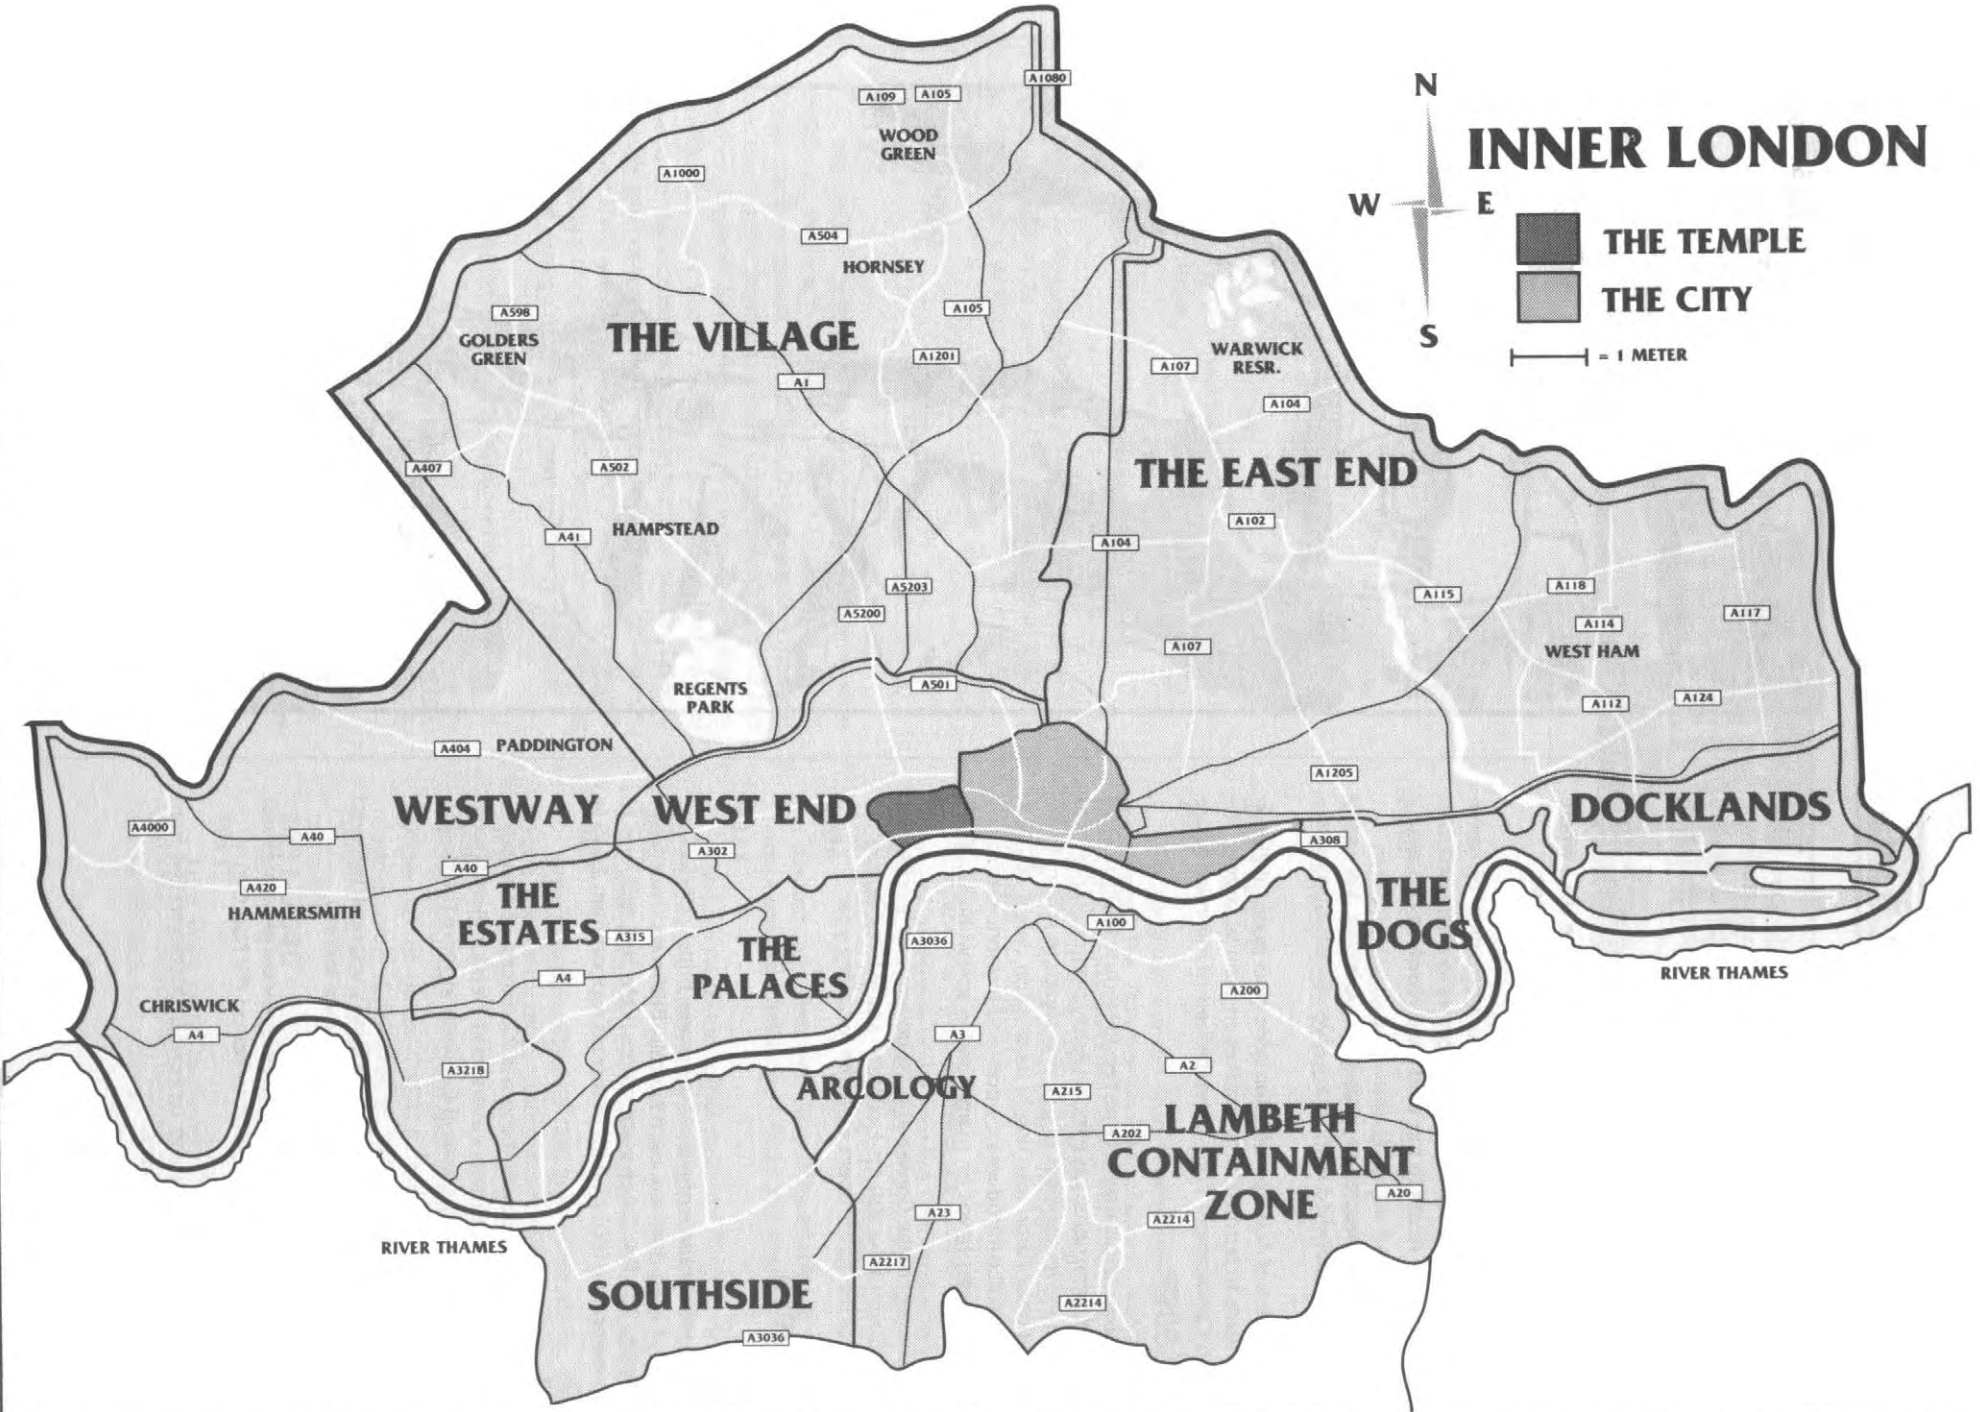 A1080
A109
A105
N
WOOD
GREEN
INNER LONDON
A1000
W
E
A504
THE TEMPLE
HORNSEY
THE CITY
A598
A105
THE VILLAGE
S
GOLDERS
GREEN
A1201
WARWICK
RESR.
= 1 METER
A107
A1
A104
A407
A502
THE EAST END
A102
HAMPSTEAD
A41
A104
A5203
A118
A115
A5200
A117
A114
A107
WEST HAM
A501
REGENTS
PARK
A124
A112
A404
PADDINGTON
A1205
WESTWAY
WEST END
DOCKLANDS
A4000
A40
A308
A302
A40
A420
THE
ESTATES
THE
DOGS
HAMMERSMITH
A100
A315
A3036
THE
PALACES
A4
RIVER THAMES
A200
CHRISWICK
A4
A3
A2
A3218
ARCOLOGY
A215
LAMBETH
CONTAINMENT
ZONE
A202
A20
A23
A2214
RIVER THAMES
A2217
SOUTHSIDE
A2214
A3036